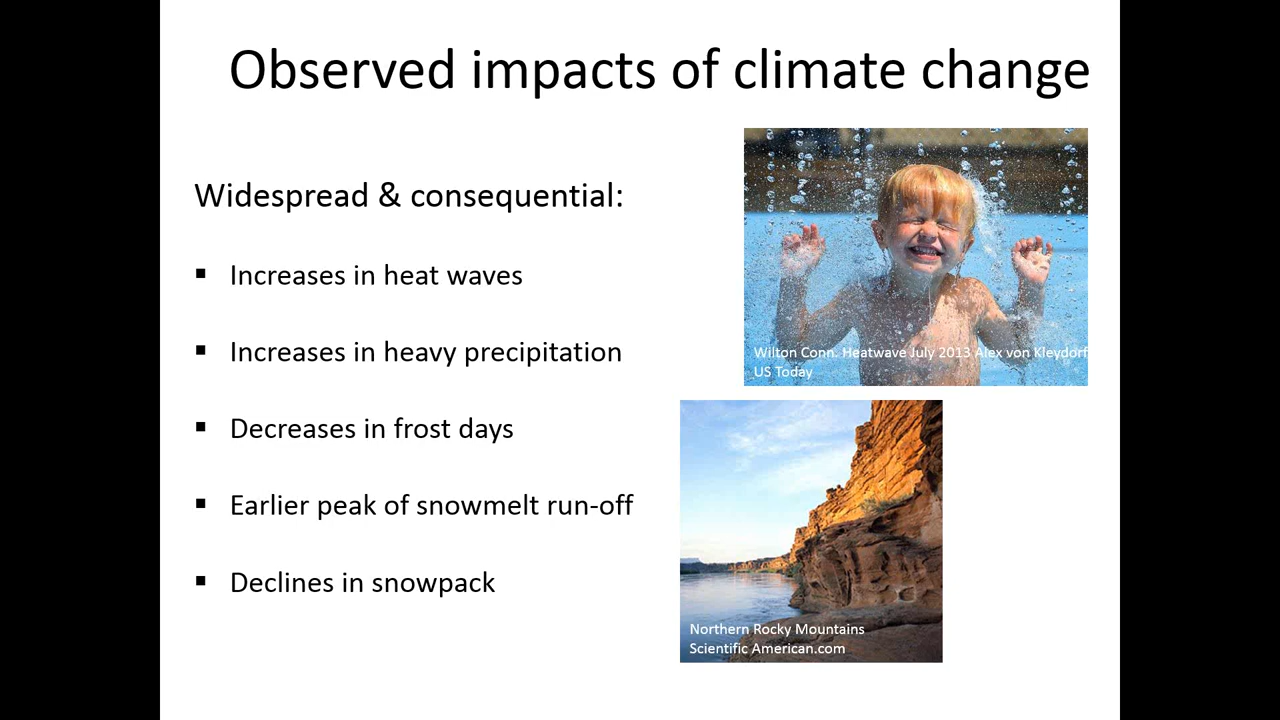 Observed impacts of climate change
Widespread & consequential:
▪ Increases in heat waves
▪ Increases in heavy precipitation
▪ Decreases in frost days
▪ Earlier peak of snowmelt run-off
▪ Declines in snowpack
Wilton Conn. Heatwave July 2013 Alex von Kleydorf
US Today
Northern Rocky Mountains
Scientific American.com